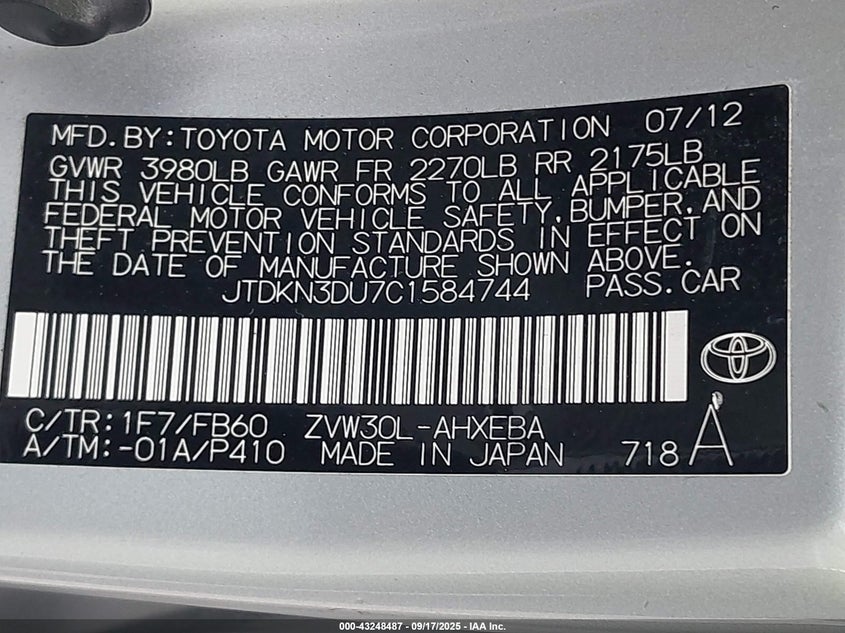 MFD. BY: TOYOTA MOTOR CORPORATION 07/12
GVWR 3980LB GAWR FR 2270LB RR 2175LB
THIS VEHICLE CONFORMS TO ALL APPLICABLE
FEDERAL MOTOR VEHICLE SAFETY, BUMPER, AND
THEFT PREVENTION STANDARDS IN EFFECT ON
THE DATE OF MANUFACTURE SHOWN ABOVE.
JTDKN3DU7C1584744 PASS. CAR
C/TR: 1F7/FB60 ZVW30L-AHXEBA
A/TM:-01A/P410 MADE IN JAPAN 718 A
000-43248487 - 09/17/2025 - IAA Inc.